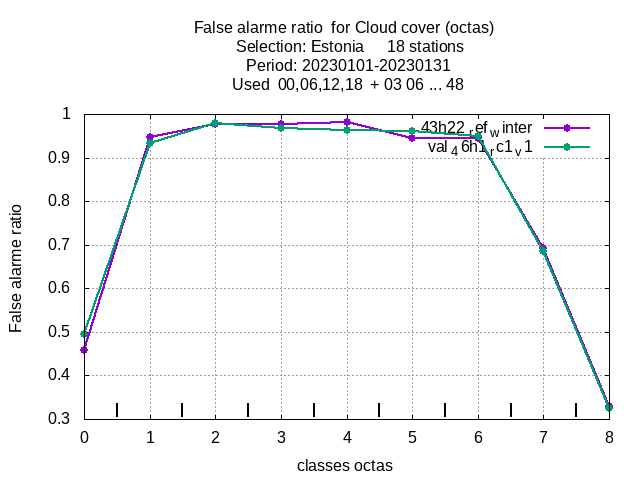 False alarme ratio  for Cloud cover (octas)
Selection: Estonia     18 stations
Period: 20230101-20230131
Used  00,06,12,18  + 03 06 ... 48
43h22_ref_winter
val_46h1_rc1_v1
1
0.9
0.8
0.7
0.6
0.5
0.4
0.3
False alarme ratio
0 1 2 3 4 5 6 7 8
classes octas